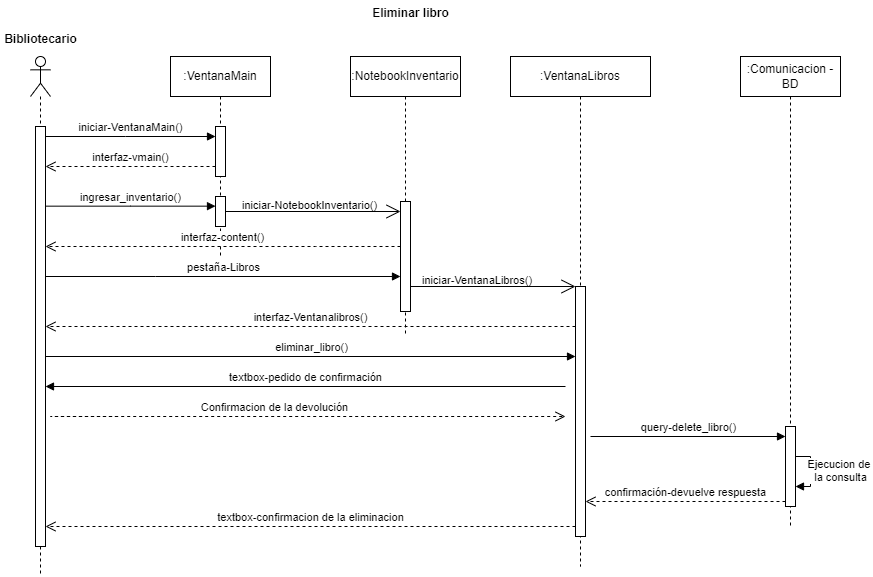 Eliminar libro
Bibliotecario
:VentanaMain
:NotebookInventario
:VentanaLibros
:Comunicacion -
BD
iniciar-VentanaMain()
interfaz-vmain()
ingresar_inventario()
iniciar-NotebookInventario()
interfaz-content()
pestaña-Libros
iniciar-VentanaLibros()
interfaz-Ventanalibros()
eliminar_libro()
textbox-pedido de confirmación
Confirmacion de la devolución
query-delete_libro()
Ejecucion de
la consulta
confirmación-devuelve respuesta
textbox-confirmacion de la eliminacion